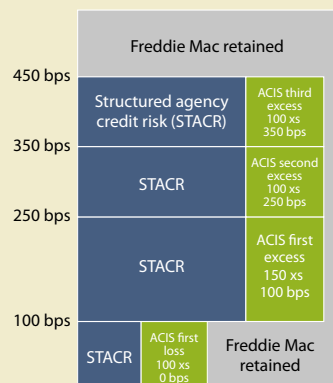 Freddie Mac retained
450 bps
Structured agency
credit risk (STACR)
ACIS third
excess
100 xs
350 bps
350 bps
STACR
ACIS second
excess
100 xs
250 bps
250 bps
STACR
ACIS first
excess
150 xs
100 bps
100 bps
STACR
ACIS first
loss
100 xs
0 bps
Freddie Mac
retained